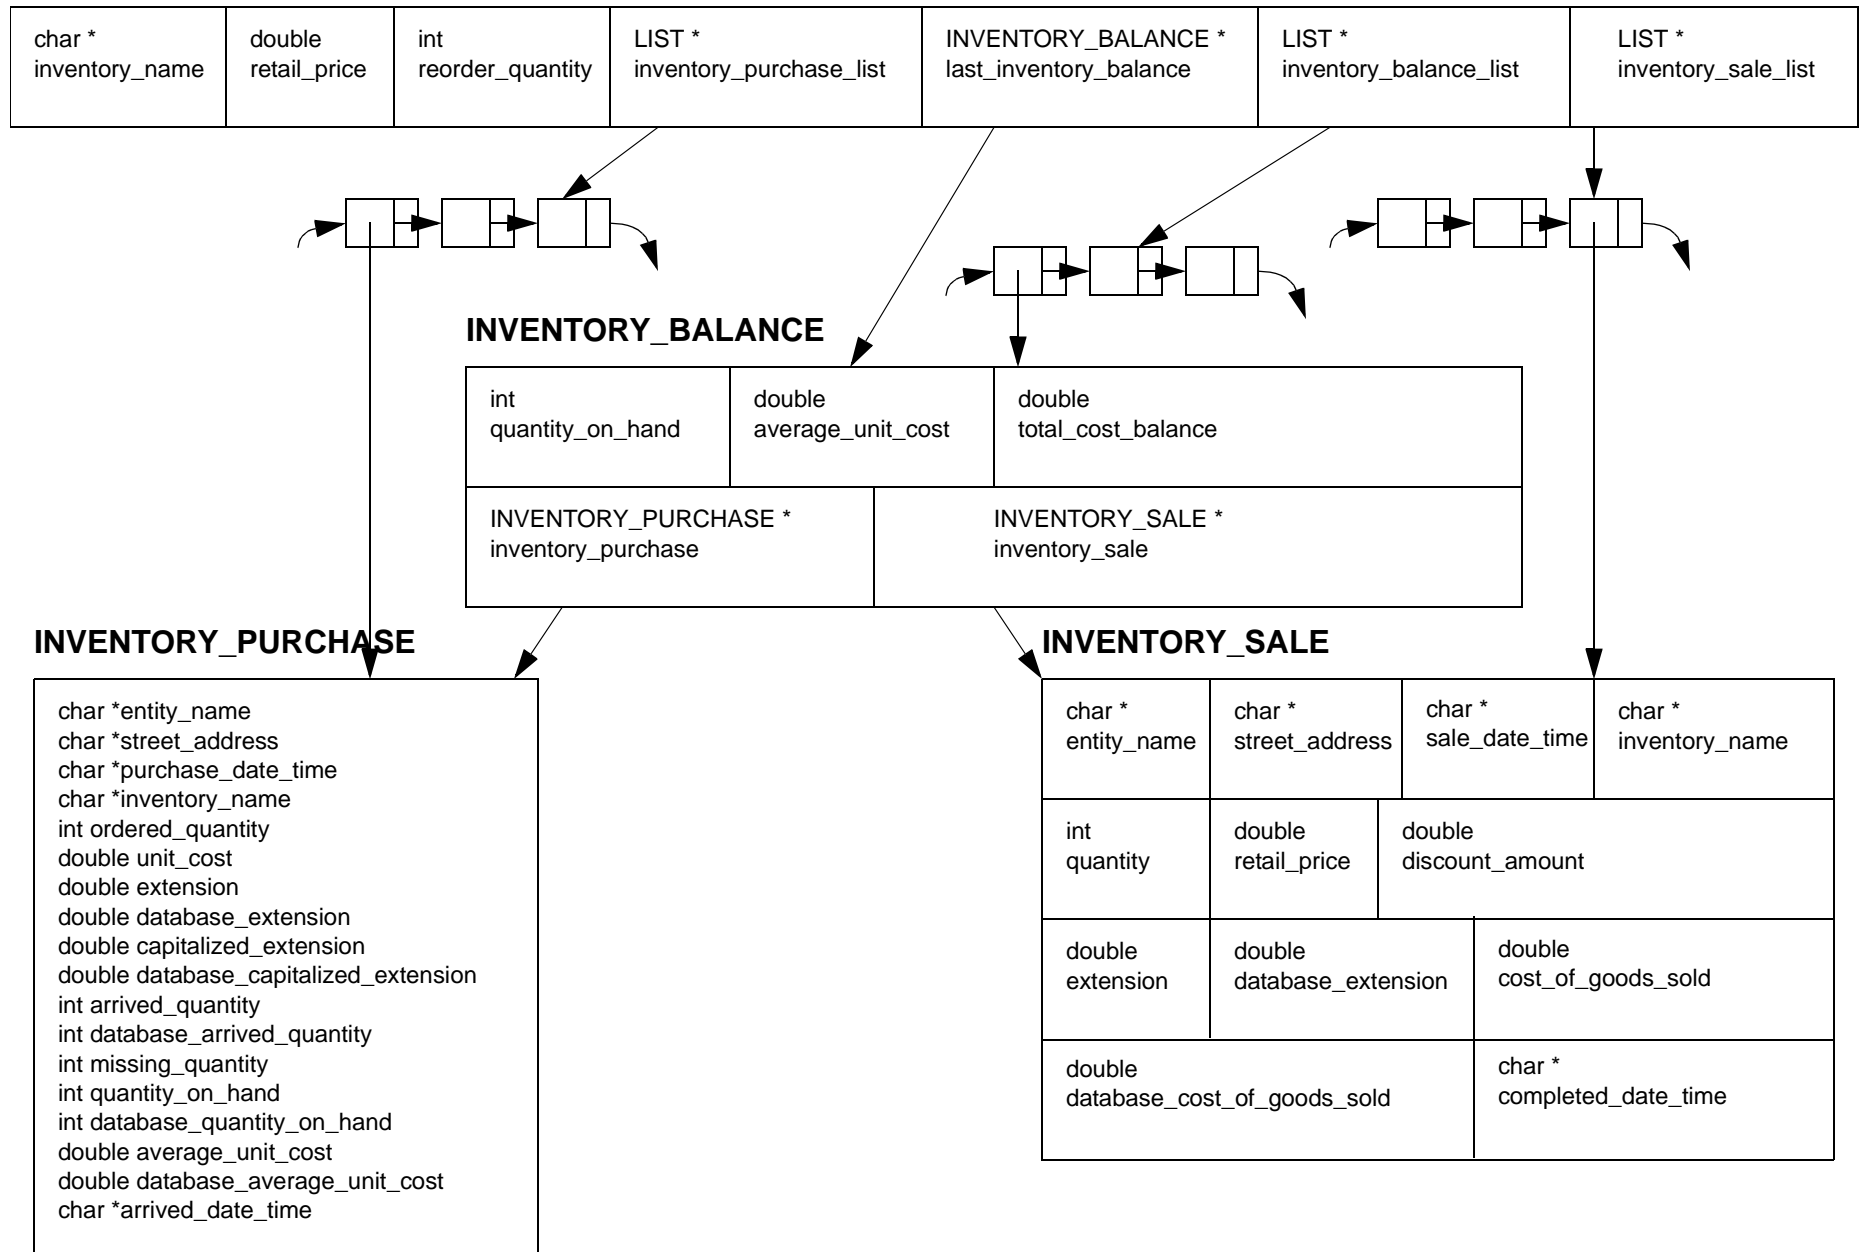 char *
inventory_name
double
retail_price
int
reorder_quantity
LIST *
inventory_purchase_list
INVENTORY_BALANCE *
last_inventory_balance
LIST *
inventory_balance_list
LIST *
inventory_sale_list
INVENTORY_BALANCE
int
quantity_on_hand
double
average_unit_cost
double
total_cost_balance
INVENTORY_PURCHASE *
inventory_purchase
INVENTORY_SALE *
inventory_sale
INVENTORY_PURCHASE
char *entity_name
char *street_address
char *purchase_date_time
char *inventory_name
int ordered_quantity
double unit_cost
double extension
double database_extension
double capitalized_extension
double database_capitalized_extension
int arrived_quantity
int database_arrived_quantity
int missing_quantity
int quantity_on_hand
int database_quantity_on_hand
double average_unit_cost
double database_average_unit_cost
char *arrived_date_time
INVENTORY_SALE
char *
entity_name
char *
street_address
char *
sale_date_time
char *
inventory_name
int
quantity
double
retail_price
double
discount_amount
double
extension
double
database_extension
double
cost_of_goods_sold
double
database_cost_of_goods_sold
char *
completed_date_time